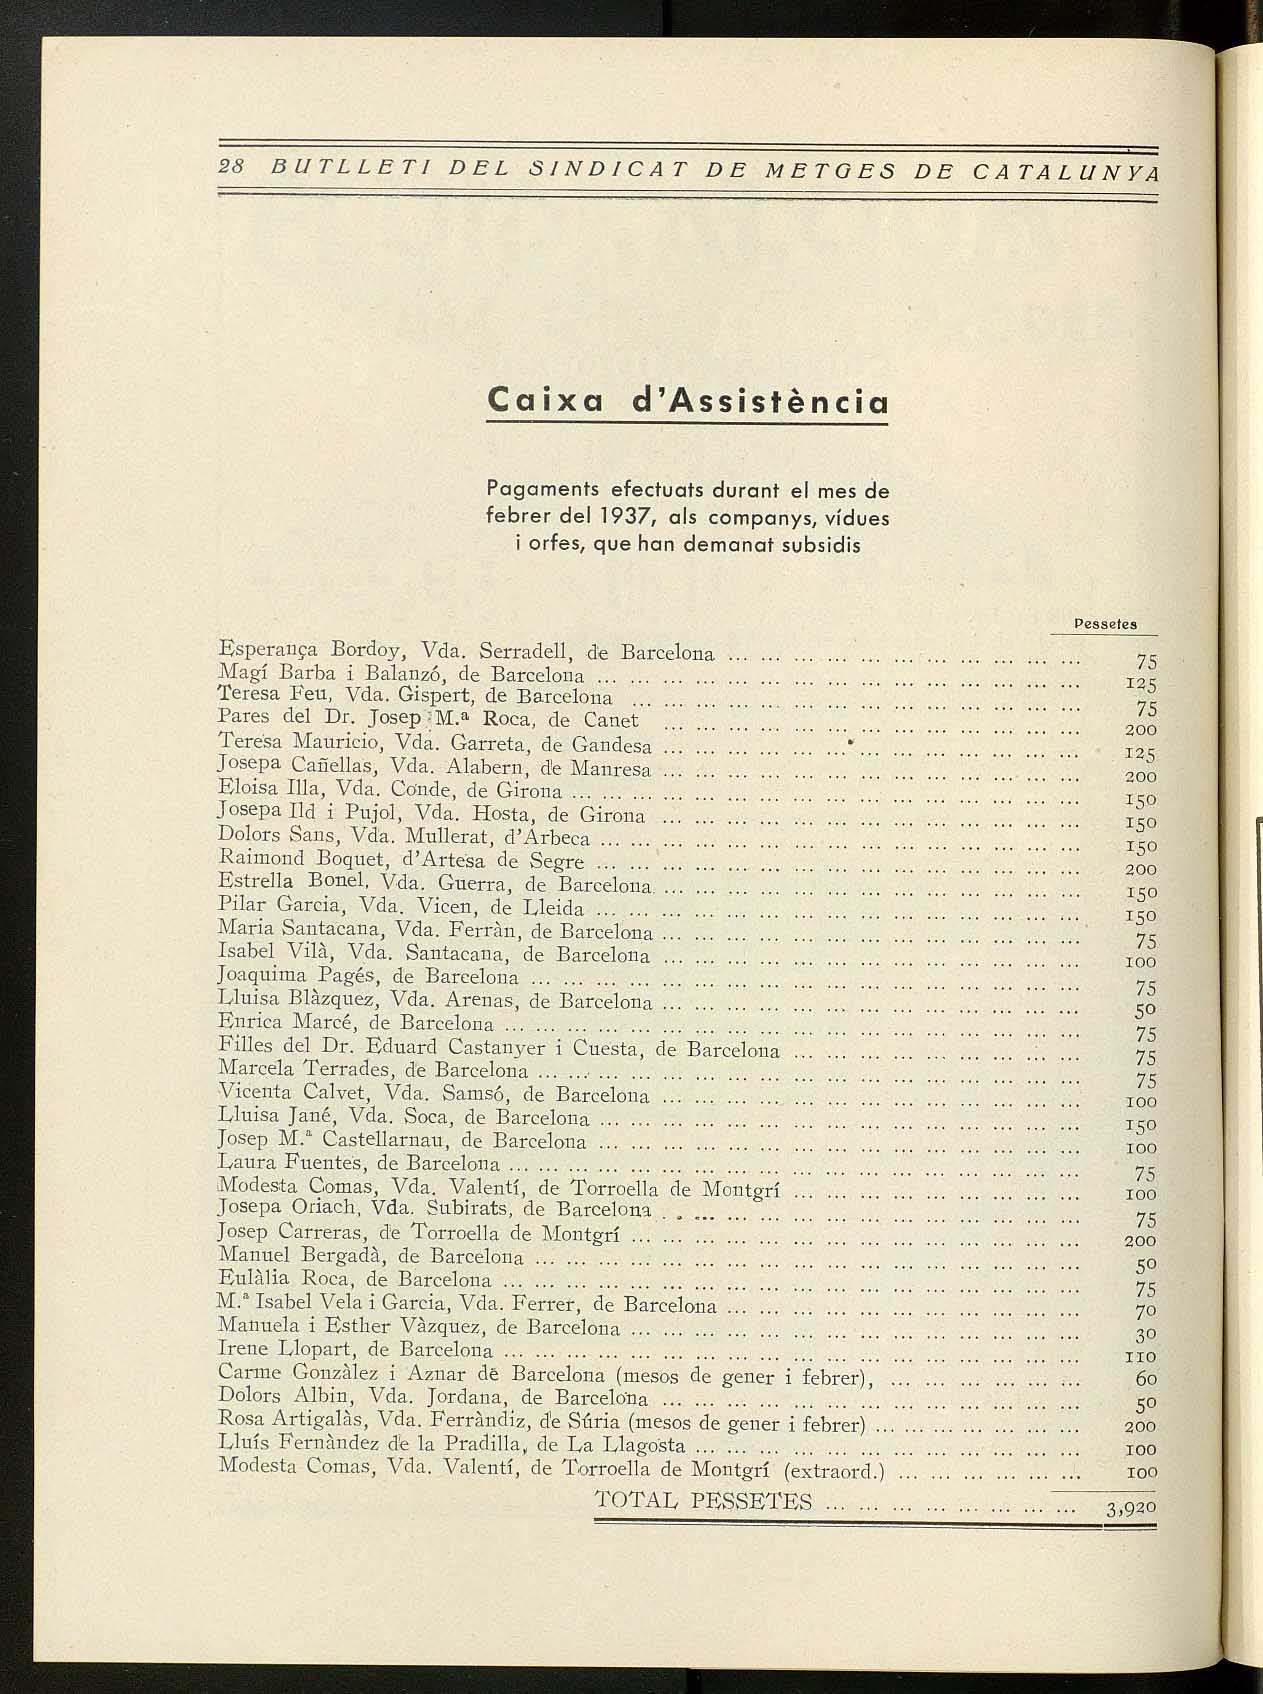 28 BUTLLETI DEL SINDICAT DE METGES DE CATALUNYA
Caixa d'Assistència
Pagaments efectuats durant el mes de
febrer del 1937, als companys, vídues
i orfes, que han demanat subsidis
Pessetes
Esperança Bordoy, Vda. Serradell, de Barcelona ... ... ... 75
Magí Barba i Balanzó, de Barcelona ... ... ... 125
Teresa Feu, Vda. Gispert, de Barcelona ... ... ... 75
Pares del Dr. Josep M.ª Roca, de Canet ... ... ... 200
Teresa Mauricio, Vda. Garreta, de Gandesa ... ... ... 125
Josepa Cañellas, Vda. Alabern, de Manresa ... ... ... 200
Eloisa Illa, Vda. Conde, de Girona ... ... ... 150
Josepa Ild i Pujol, Vda. Hosta, de Girona ... ... ... 150
Dolors Sans, Vda. Mullerat, d'Arbeca ... ... ... 150
Raimond Boquet, d'Artesa de Segre ... ... ... 200
Estrella Bonel, Vda. Guerra, de Barcelona ... ... ... 150
Pilar Garcia, Vda. Vicen, de Lleida ... ... ... 150
Maria Santacana, Vda. Ferràn, de Barcelona ... ... ... 75
Isabel Vilà, Vda. Santacana, de Barcelona ... ... ... 100
Joaquima Pagés, de Barcelona ... ... ... 75
Lluisa Blàzquez, Vda. Arenas, de Barcelona ... ... ... 50
Enrica Marcé, de Barcelona ... ... ... 75
Filles del Dr. Eduard Castanyer i Cuesta, de Barcelona ... ... ... 75
Marcela Terrades, de Barcelona ... ... ... 75
Vicenta Calvet, Vda. Samsó, de Barcelona ... ... ... 100
Lluisa Jané, Vda. Soca, de Barcelona ... ... ... 150
Josep M.ª Castellarnau, de Barcelona ... ... ... 100
Laura Fuentes, de Barcelona ... ... ... 75
Modesta Comas, Vda. Valentí, de Torroella de Montgrí ... ... ... 100
Josepa Oriach, Vda. Subirats, de Barcelona ... ... ... 75
Josep Carreras, de Torroella de Montgrí ... ... ... 200
Manuel Bergadà, de Barcelona ... ... ... 50
Eulàlia Roca, de Barcelona ... ... ... 75
M.ª Isabel Vela i Garcia, Vda. Ferrer, de Barcelona ... ... ... 70
Manuela i Esther Vàzquez, de Barcelona ... ... ... 30
Irene Llopart, de Barcelona ... ... ... 110
Carme Gonzàlez i Aznar de Barcelona (mesos de gener i febrer), ... ... ... 60
Dolors Albin, Vda. Jordana, de Barcelona ... ... ... 50
Rosa Artigalàs, Vda. Ferràndiz, de Súria (mesos de gener i febrer) ... ... ... 200
Lluís Fernàndez de la Pradilla, de La Llagosta ... ... ... 100
Modesta Comas, Vda. Valentí, de Torroella de Montgrí (extraord.) ... ... ... 100
TOTAL PESSETES ... ... ... 3,920